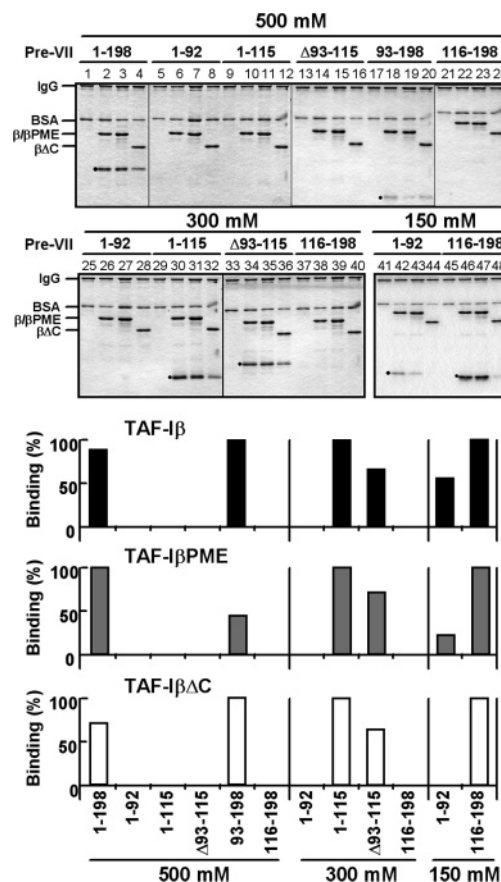 500 mM
Pre-VII 1-198 1-92 1-115 Δ93-115 93-198 116-198
1 2 3 4 5 6 7 8 9 10 11 12 13 14 15 16 17 18 19 20 21 22 23
IgG
BSA
β/βPME
βΔC
300 mM 150 mM
Pre-VII 1-92 1-115 Δ93-115 116-198 1-92 116-198
25 26 27 28 29 30 31 32 33 34 35 36 37 38 39 40 41 42 43 44 45 46 47
IgG
BSA
β/βPME
βΔC
TAF-Iβ
Binding (%)
100
50
0
TAF-IβPME
Binding (%)
100
50
0
TAF-IβΔC
Binding (%)
100
50
0
1-198 1-92 1-115 Δ93-115 93-198 116-198 1-92 1-115 Δ93-115 116-198 1-92 116-198
500 mM 300 mM 150 mM